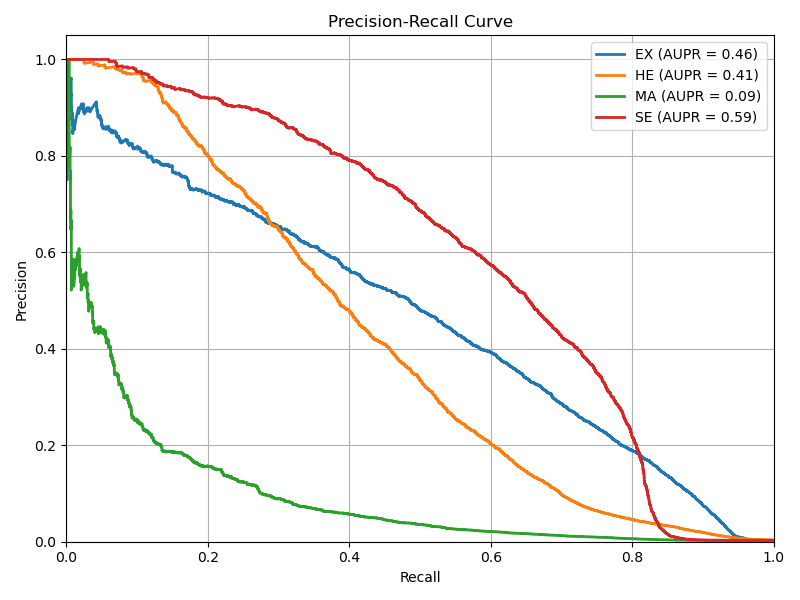 Precision-Recall Curve
EX (AUPR = 0.46)
HE (AUPR = 0.41)
MA (AUPR = 0.09)
SE (AUPR = 0.59)
Precision
1.0
0.8
0.6
0.4
0.2
0.0
0.0 0.2 0.4 0.6 0.8 1.0
Recall